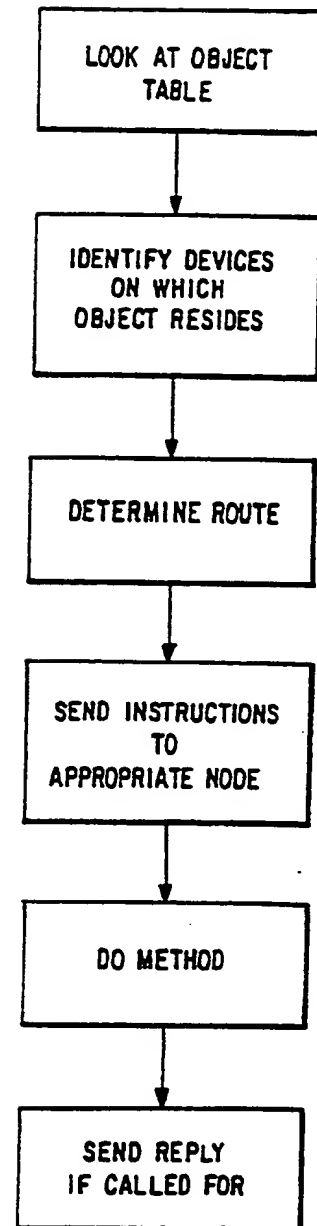 LOOK AT OBJECT
TABLE
IDENTIFY DEVICES
ON WHICH
OBJECT RESIDES
DETERMINE ROUTE
SEND INSTRUCTIONS
TO
APPROPRIATE NODE
DO METHOD
SEND REPLY
IF CALLED FOR